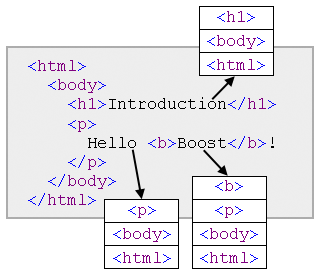 <h1>
<body>
<html>
<html>
<body>
<h1>Introduction</h1>
<p>
Hello <b>Boost</b>!
</p>
</body>
</html>
<p>
<body>
<html>
<b>
<p>
<body>
<html>